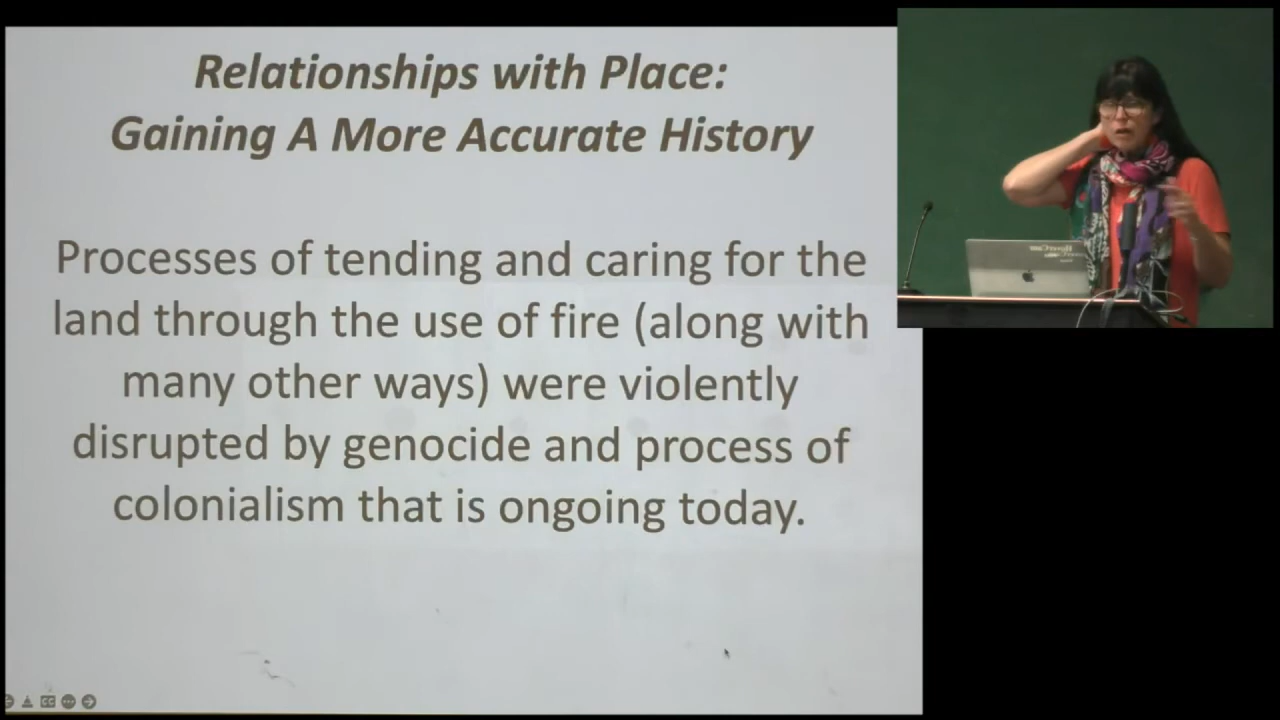 Relationships with Place:
Gaining A More Accurate History
Processes of tending and caring for the
land through the use of fire (along with
many other ways) were violently
disrupted by genocide and process of
colonialism that is ongoing today.